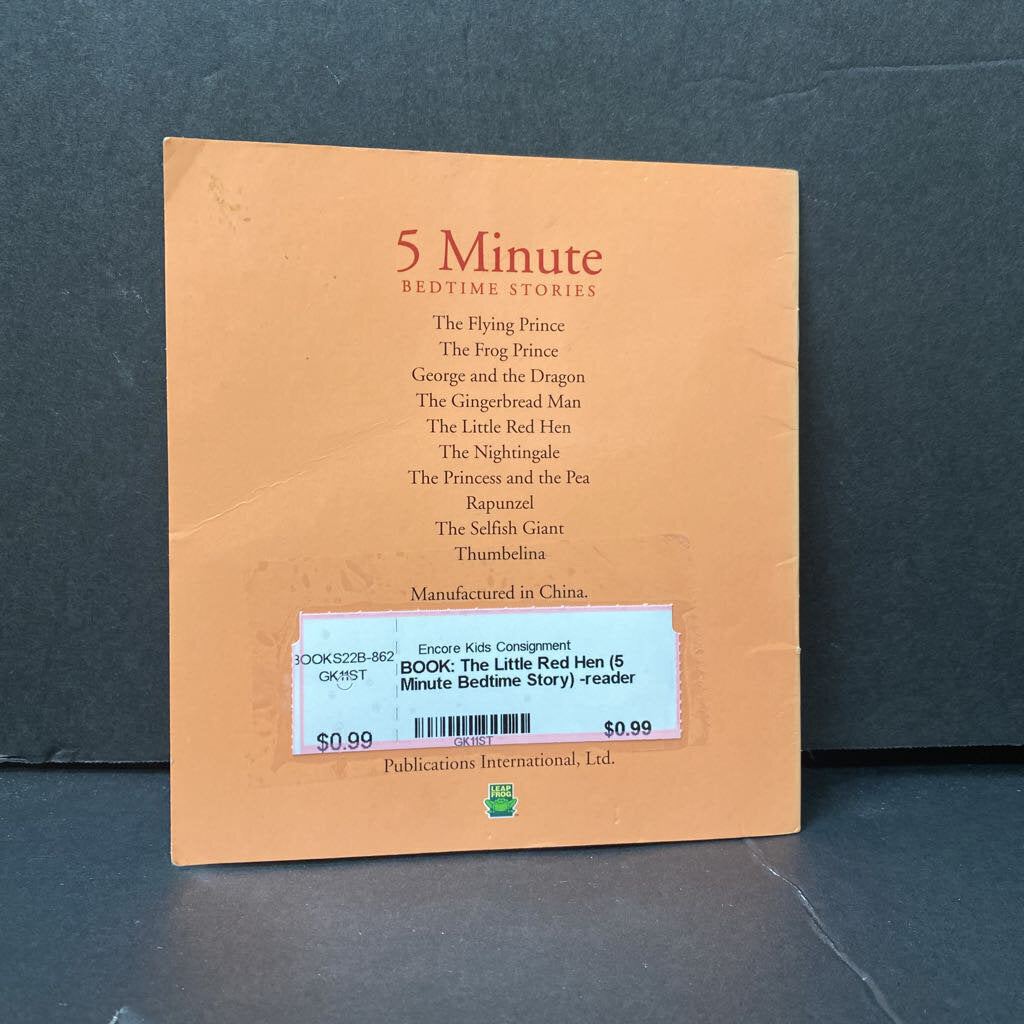 5 Minute
BEDTIME STORIES
The Flying Prince
The Frog Prince
George and the Dragon
The Gingerbread Man
The Little Red Hen
The Nightingale
The Princess and the Pea
Rapunzel
The Selfish Giant
Thumbelina
Manufactured in China.
BOOKS22B-862
GK11ST
$0.99
Encore Kids Consignment
BOOK: The Little Red Hen (5
Minute Bedtime Story) -reader
GK11ST
$0.99
Publications International, Ltd.
LEAP
FROG